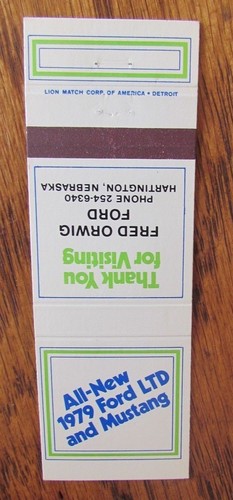 LION MATCH CORP. OF AMERICA • DETROIT
Thank You
for Visiting
FRED ORWIG
FORD
PHONE 254-6340
HARTINGTON, NEBRASKA
All-New
1979 Ford LTD
and Mustang